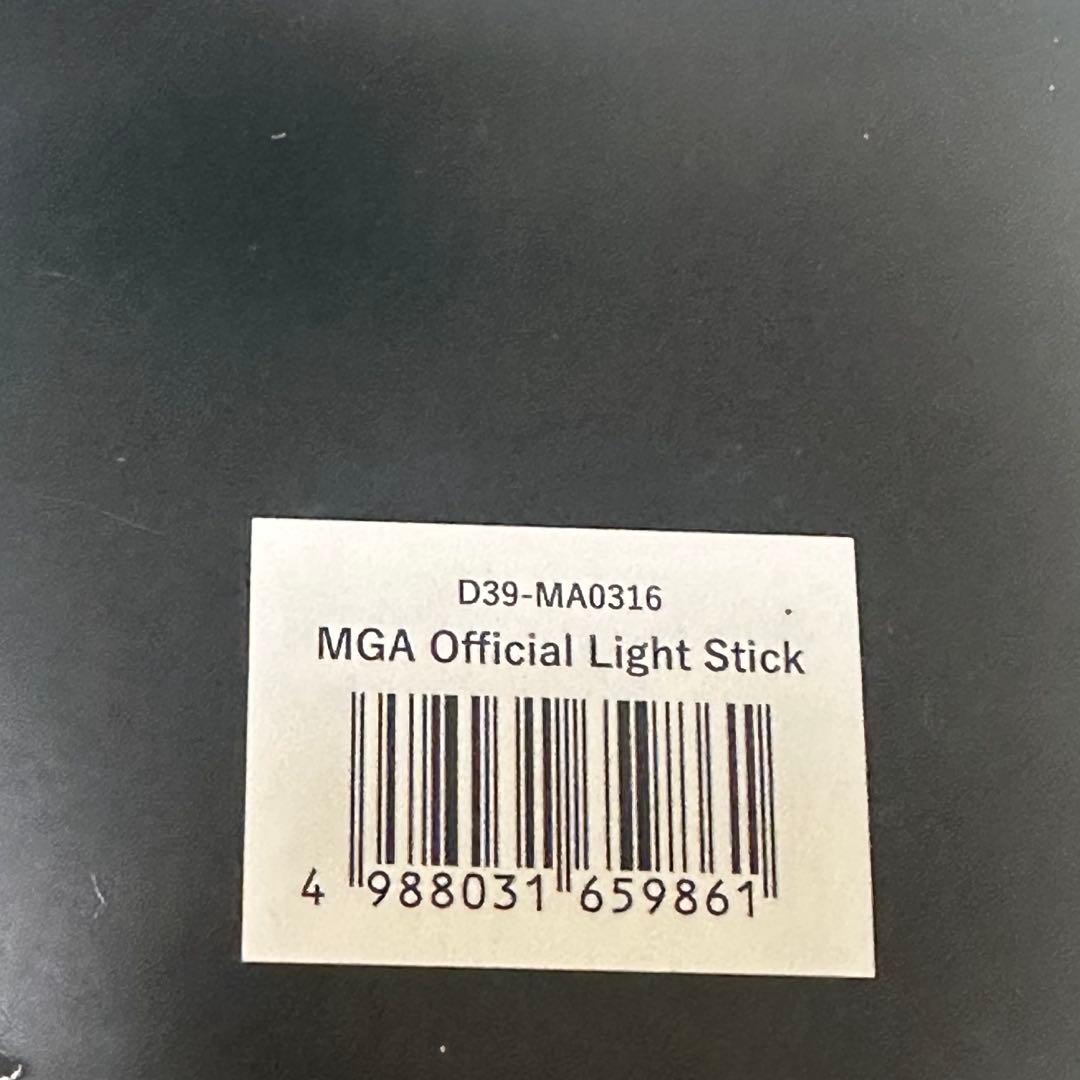 D39-MA0316
MGA Official Light Stick
4 988031 659861